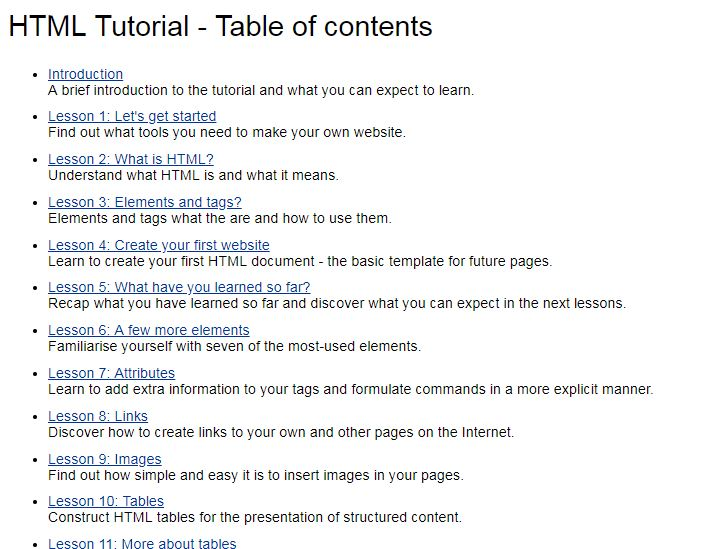 HTML Tutorial - Table of contents
Introduction
A brief introduction to the tutorial and what you can expect to learn.
Lesson 1: Let's get started
Find out what tools you need to make your own website.
Lesson 2: What is HTML?
Understand what HTML is and what it means.
Lesson 3: Elements and tags?
Elements and tags what the are and how to use them.
Lesson 4: Create your first website
Learn to create your first HTML document - the basic template for future pages.
Lesson 5: What have you learned so far?
Recap what you have learned so far and discover what you can expect in the next lessons.
Lesson 6: A few more elements
Familiarise yourself with seven of the most-used elements.
Lesson 7: Attributes
Learn to add extra information to your tags and formulate commands in a more explicit manner.
Lesson 8: Links
Discover how to create links to your own and other pages on the Internet.
Lesson 9: Images
Find out how simple and easy it is to insert images in your pages.
Lesson 10: Tables
Construct HTML tables for the presentation of structured content.
Lesson 11: More about tables